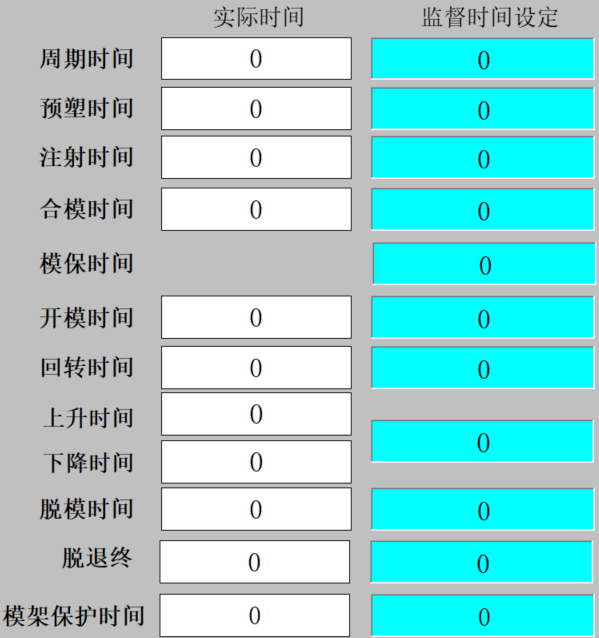 实际时间 监督时间设定
周期时间 0 0
预塑时间 0 0
注射时间 0 0
合模时间 0 0
模保时间 0
开模时间 0 0
回转时间 0 0
上升时间 0
0
下降时间 0
脱模时间 0 0
脱退终 0 0
模架保护时间 0 0